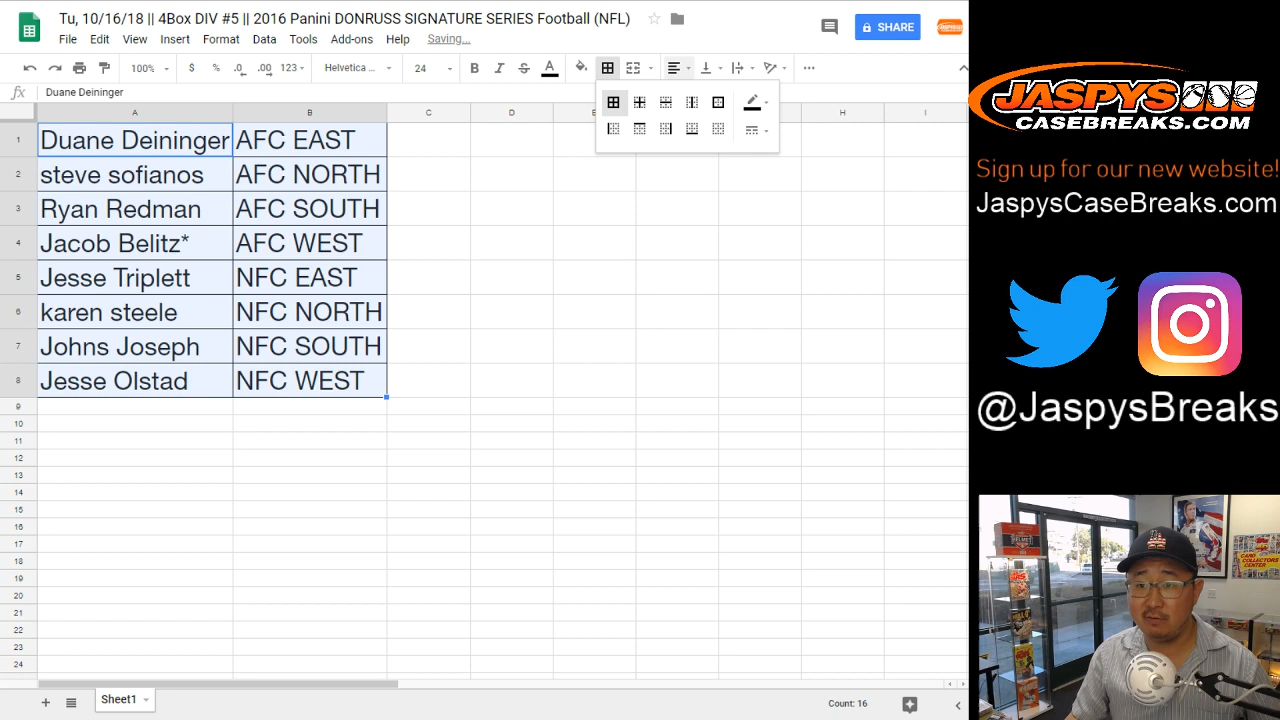 Tu, 10/16/18 || 4Box DIV #5 || 2016 Panini DONRUSS SIGNATURE SERIES Football (NFL)
File Edit View Data Tools Add-ons Help Saving...
SHARE
100% $ % .0 .00 123 Helvetica ... 24 B I S A
fx Duane Deininger
A B C D E H I
1 Duane Deininger AFC EAST
2 steve sofianos AFC NORTH
3 Ryan Redman AFC SOUTH
4 Jacob Belitz* AFC WEST
5 Jesse Triplett NFC EAST
6 karen steele NFC NORTH
7 Johns Joseph NFC SOUTH
8 Jesse Olstad NFC WEST
9
10
11
12
13
14
15
16
17
18
19
20
21
22
23
24
Sheet1
Count: 16
JASPYS
CASEBREAKS.COM
Sign up for our new website!
JaspysCaseBreaks.com
@JaspysBreaks
HELMET